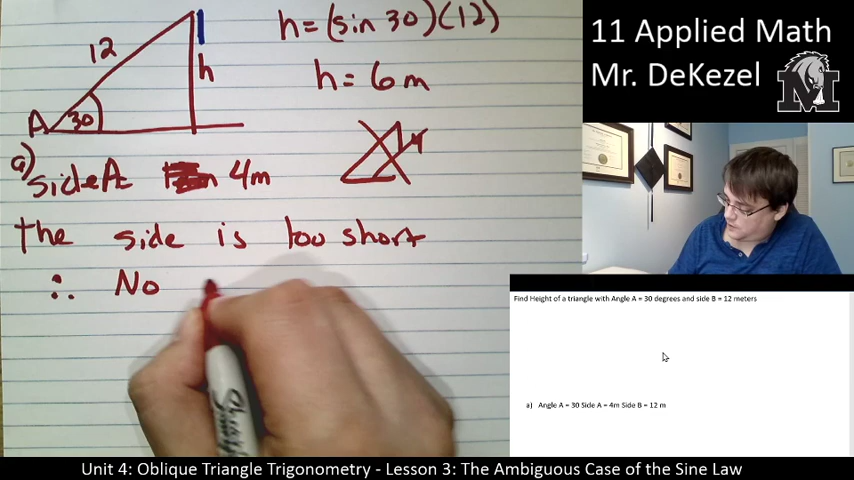 12
h
A
30
h = (sin 30)(12)
h = 6m
a)
side A = 4m
4
the side is too short
∴ No
11 Applied Math
Mr. DeKezel
M
Find Height of a triangle with Angle A = 30 degrees and side B = 12 meters
a) Angle A = 30 Side A = 4m Side B = 12 m
Unit 4: Oblique Triangle Trigonometry - Lesson 3: The Ambiguous Case of the Sine Law